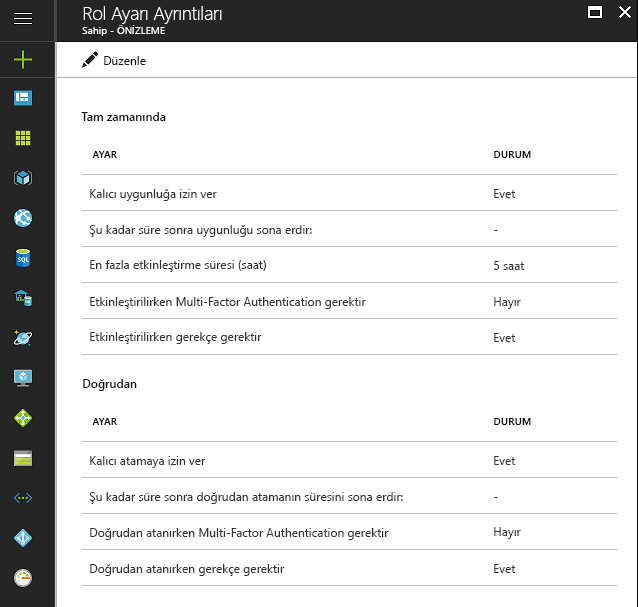 Rol Ayarı Ayrıntıları
Sahip - ÖNİZLEME
Düzenle
Tam zamanında
AYAR DURUM
Kalıcı uygunluğa izin ver Evet
Şu kadar süre sonra uygunluğu sona erdir: -
En fazla etkinleştirme süresi (saat) 5 saat
Etkinleştirilirken Multi-Factor Authentication gerektir Hayır
Etkinleştirilirken gerekçe gerektir Evet
Doğrudan
AYAR DURUM
Kalıcı atamaya izin ver Evet
Şu kadar süre sonra doğrudan atamanın süresini sona erdir: -
Doğrudan atanırken Multi-Factor Authentication gerektir Hayır
Doğrudan atanırken gerekçe gerektir Evet
SQL